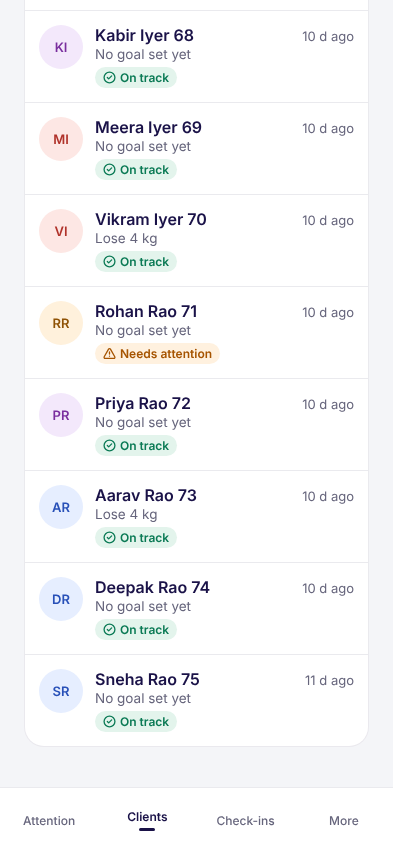 KI
Kabir Iyer 68
10 d ago
No goal set yet
On track
MI
Meera Iyer 69
10 d ago
No goal set yet
On track
VI
Vikram Iyer 70
10 d ago
Lose 4 kg
On track
RR
Rohan Rao 71
10 d ago
No goal set yet
Needs attention
PR
Priya Rao 72
10 d ago
No goal set yet
On track
AR
Aarav Rao 73
10 d ago
Lose 4 kg
On track
DR
Deepak Rao 74
10 d ago
No goal set yet
On track
SR
Sneha Rao 75
11 d ago
No goal set yet
On track
Attention
Clients
Check-ins
More